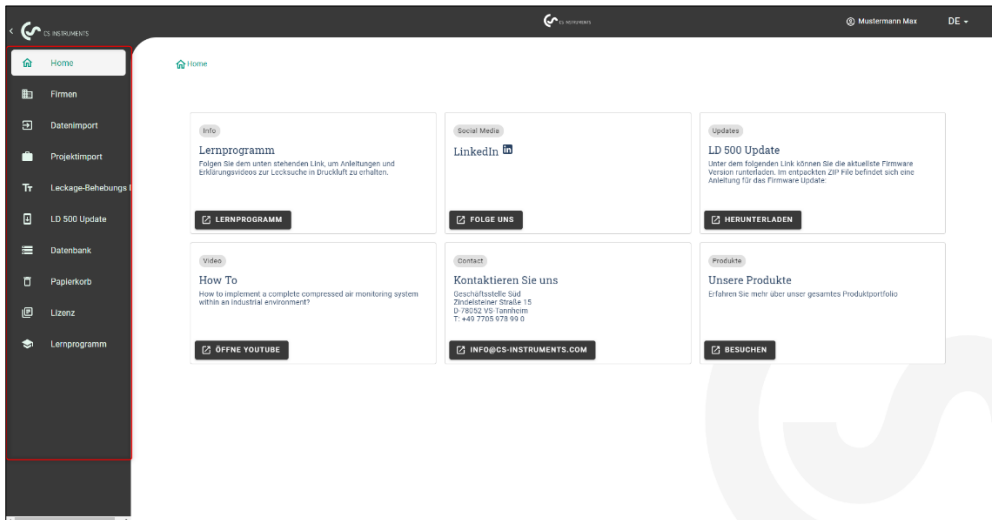 CS INSTRUMENTS
CS INSTRUMENTS
Mustermann Max
DE
Home
Firmen
Datenimport
Projektimport
Leckage-Behebungs
LD 500 Update
Datenbank
Papierkorb
Lizenz
Lernprogramm
Home
Info
Lernprogramm
Folgen Sie dem unten stehenden Link, um Anleitungen und
Erklärungsvideos zur Lecksuche in Druckluft zu erhalten.
LERNPROGRAMM
Social Media
LinkedIn
FOLGE UNS
Updates
LD 500 Update
Unter dem folgenden Link können Sie die aktuellste Firmware
Version runterladen. Im entpackten ZIP File befindet sich eine
Anleitung für das Firmware Update:
HERUNTERLADEN
Video
How To
How to implement a complete compressed air monitoring system
within an industrial environment?
ÖFFNE YOUTUBE
Contact
Kontaktieren Sie uns
Geschäftsstelle Süd
Zindelsteiner Straße 15
D-78052 VS-Tannheim
T: +49 7705 978 99 0
INFO@CS-INSTRUMENTS.COM
Produkte
Unsere Produkte
Erfahren Sie mehr über unser gesamtes Produktportfolio
BESUCHEN